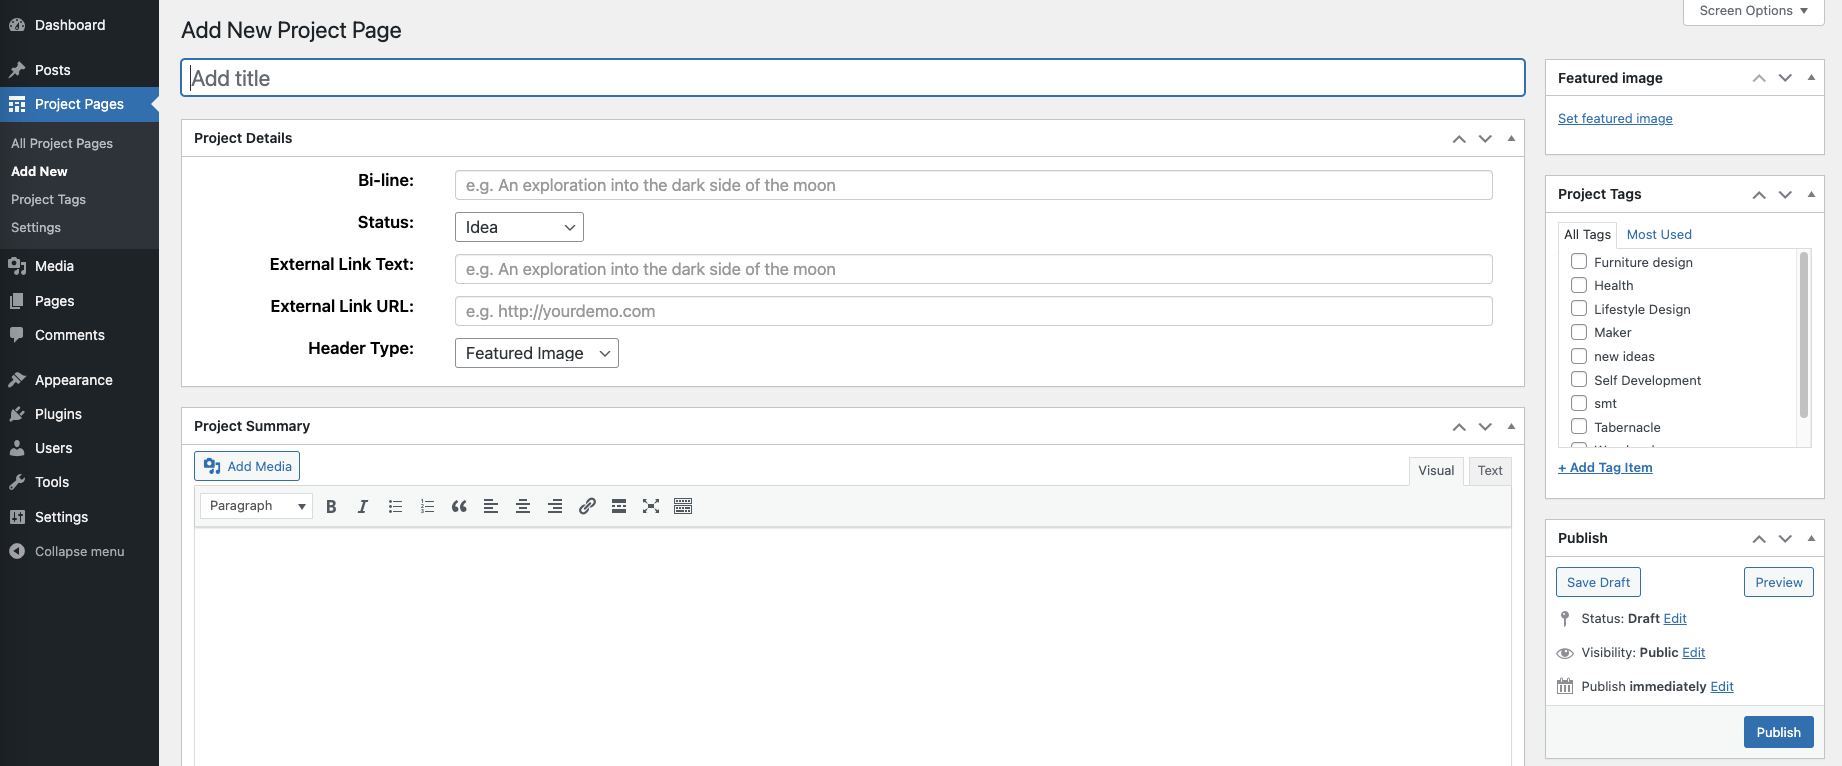 Dashboard
Posts
Project Pages
All Project Pages
Add New
Project Tags
Settings
Media
Pages
Comments
Appearance
Plugins
Users
Tools
Settings
Collapse menu
Screen Options
Add New Project Page
Add title
Project Details
Bi-line:
e.g. An exploration into the dark side of the moon
Status:
Idea
External Link Text:
e.g. An exploration into the dark side of the moon
External Link URL:
e.g. http://yourdemo.com
Header Type:
Featured Image
Project Summary
Add Media
Visual
Text
Paragraph
B
I
Featured image
Set featured image
Project Tags
All Tags
Most Used
Furniture design
Health
Lifestyle Design
Maker
new ideas
Self Development
smt
Tabernacle
+ Add Tag Item
Publish
Save Draft
Preview
Status: Draft Edit
Visibility: Public Edit
Publish immediately Edit
Publish